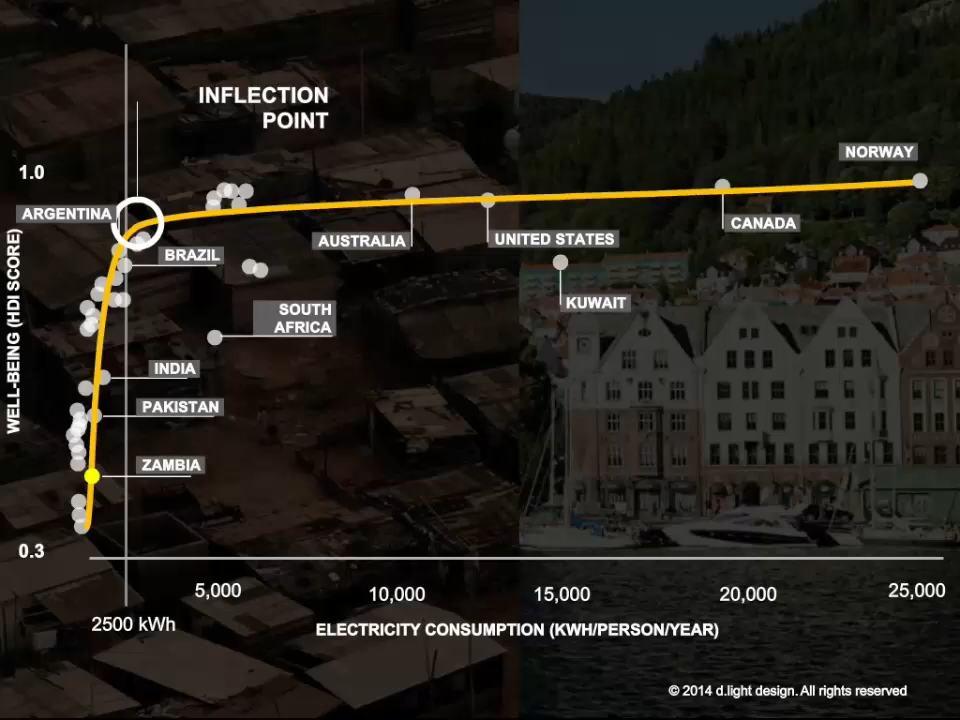 INFLECTION
POINT
1.0
NORWAY
ARGENTINA
CANADA
AUSTRALIA
UNITED STATES
BRAZIL
KUWAIT
SOUTH
AFRICA
WELL-BEING (HDI SCORE)
INDIA
PAKISTAN
ZAMBIA
0.3
5,000
10,000
15,000
20,000
25,000
2500 kWh
ELECTRICITY CONSUMPTION (KWH/PERSON/YEAR)
© 2014 d.light design. All rights reserved